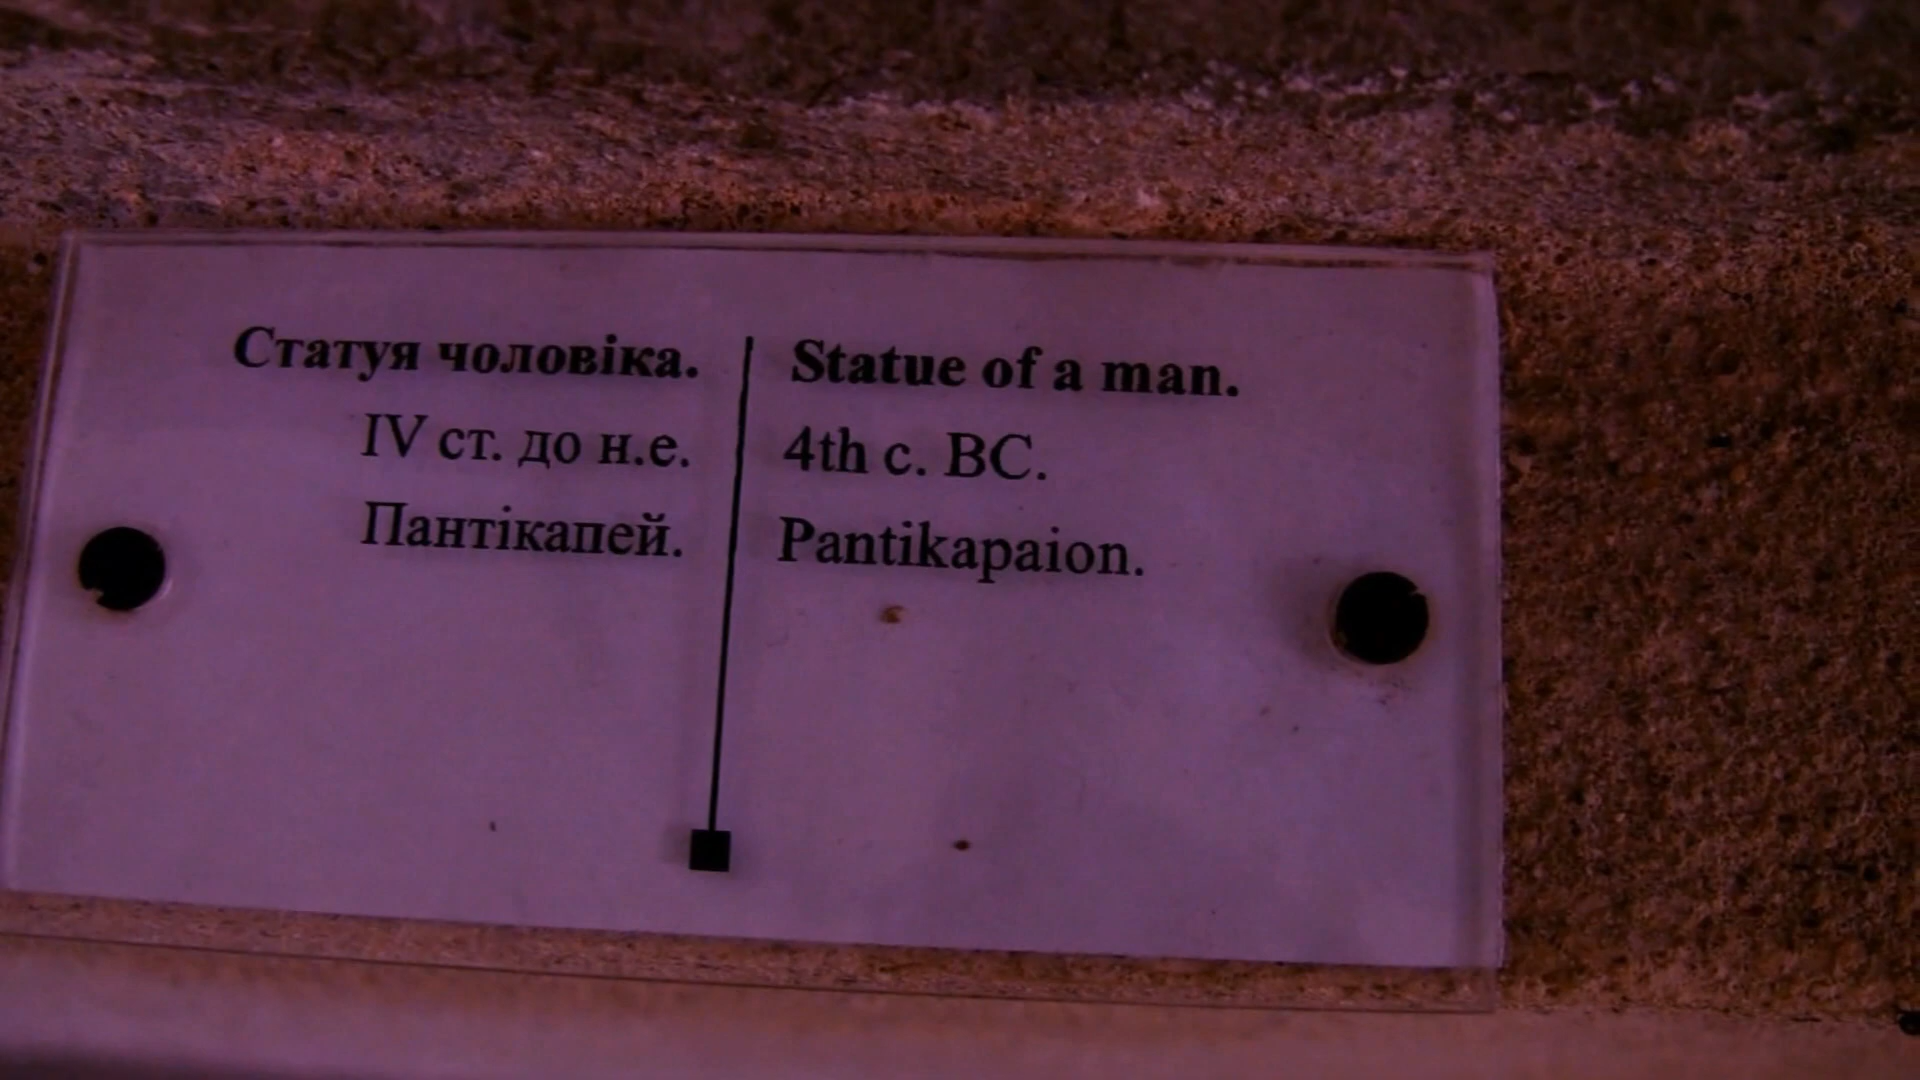 Статуя чоловіка.
IV ст. до н.е.
Пантікапей.
Statue of a man.
4th c. BC.
Pantikapaion.